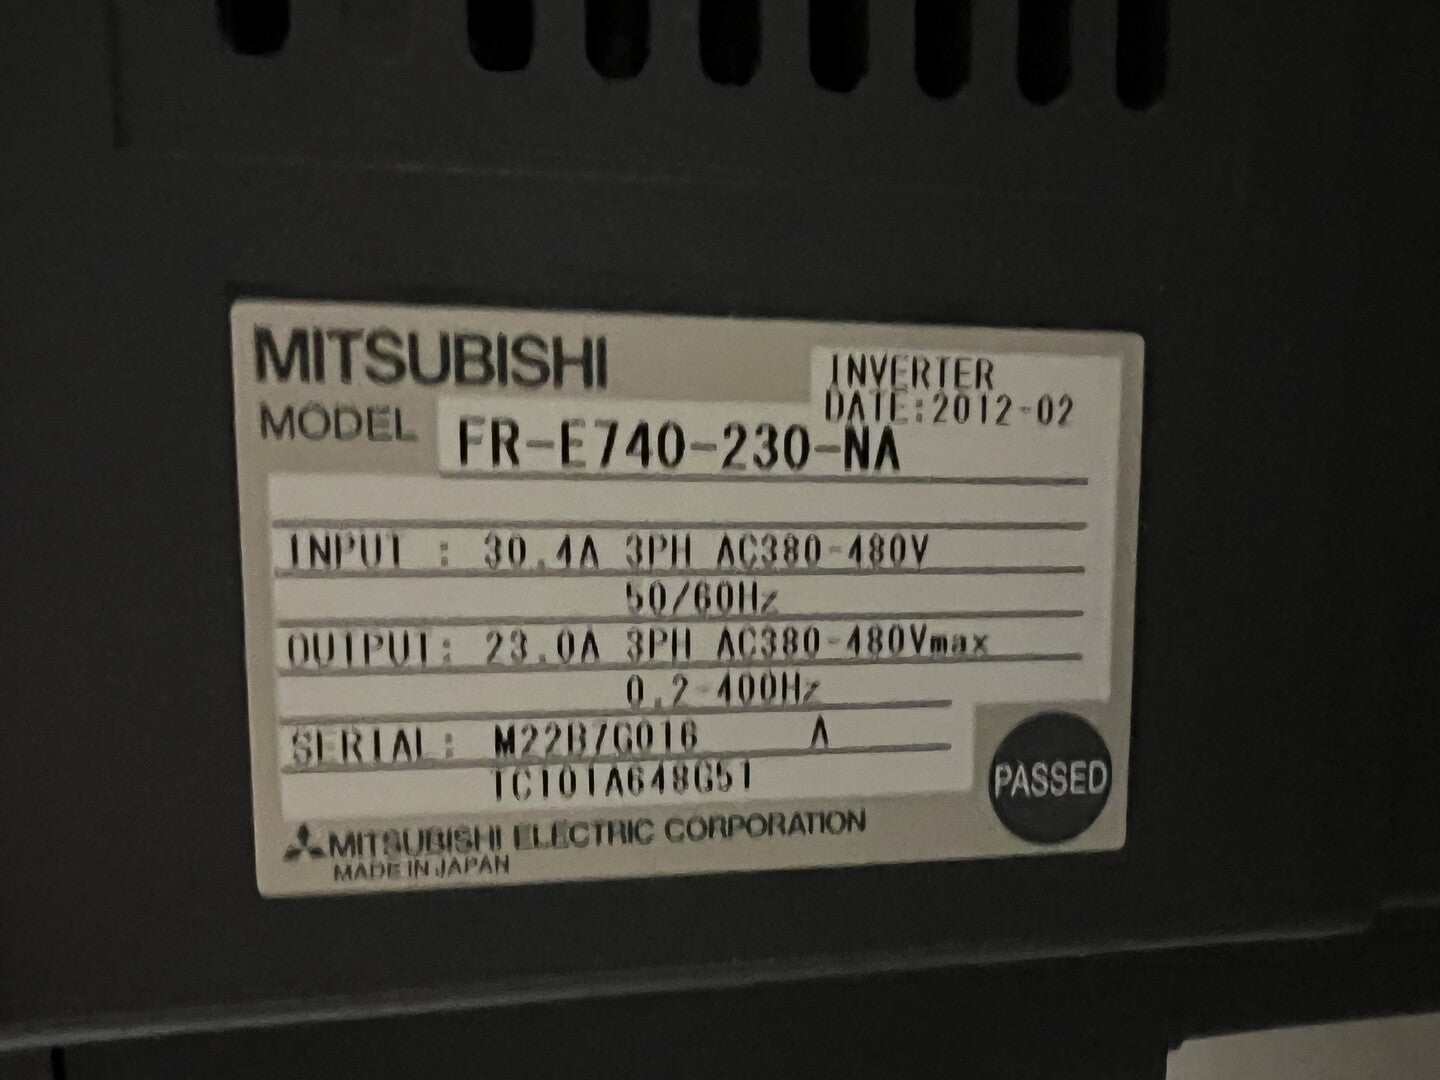 MITSUBISHI
INVERTER
DATE:2012-02
MODEL FR-E740-230-NA
INPUT : 30.4A 3PH AC380-480V
50/60Hz
OUTPUT: 23.0A 3PH AC380-480Vmax
0.2-400Hz
SERIAL: M22B7G016 A
TC101A648G51
PASSED
MITSUBISHI ELECTRIC CORPORATION
MADE IN JAPAN